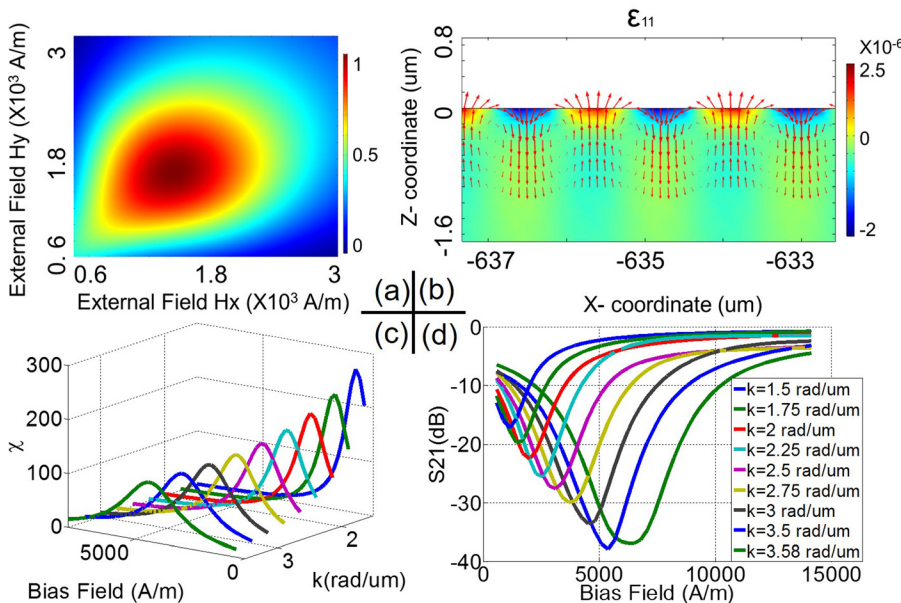 ε11
X10-6
3
1.8
0.6
External Field Hy (X10³ A/m)
1
0.5
0
0.6
1.8
3
External Field Hx (X10³ A/m)
Z- coordinate (um)
0.8
0
-1.6
2.5
0
-2
-637
-635
-633
X- coordinate (um)
(a) (b)
(c) (d)
300
200
100
0
χ
5000
0
Bias Field (A/m)
3
2
k(rad/um)
S21(dB)
0
-10
-20
-30
-40
0
5000
10000
15000
Bias Field (A/m)
k=1.5 rad/um
k=1.75 rad/um
k=2 rad/um
k=2.25 rad/um
k=2.5 rad/um
k=2.75 rad/um
k=3 rad/um
k=3.5 rad/um
k=3.58 rad/um